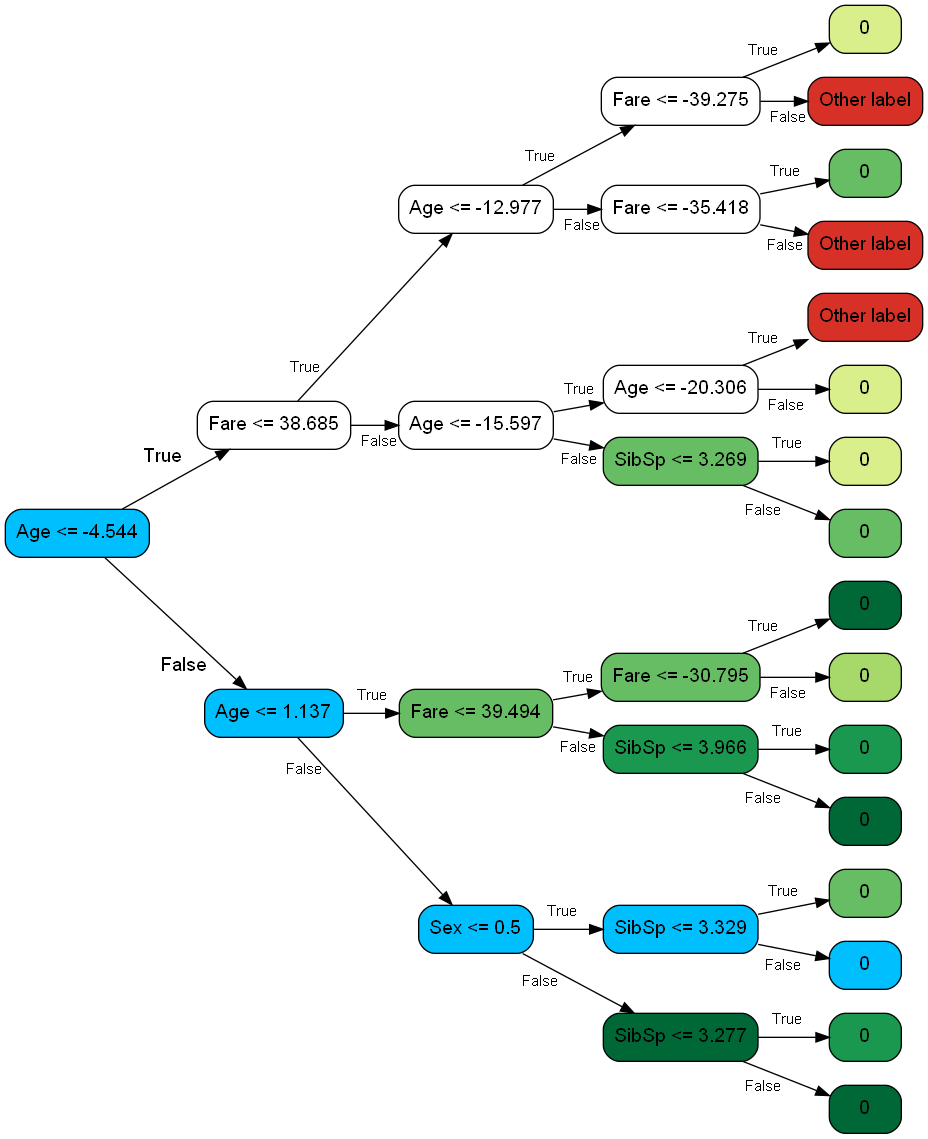 0
True
Fare <= -39.275
Other label
False
True
0
True
Age <= -12.977
Fare <= -35.418
False
Other label
False
Other label
True
True
0
Age <= -20.306
True
False
Fare <= 38.685
Age <= -15.597
False
True
0
SibSp <= 3.269
True
False
False
0
Age <= -4.544
0
True
Fare <= -30.795
0
True
False
False
Age <= 1.137
True
Fare <= 39.494
True
0
SibSp <= 3.966
False
False
False
0
0
True
Sex <= 0.5
True
SibSp <= 3.329
0
False
False
True
0
SibSp <= 3.277
False
0